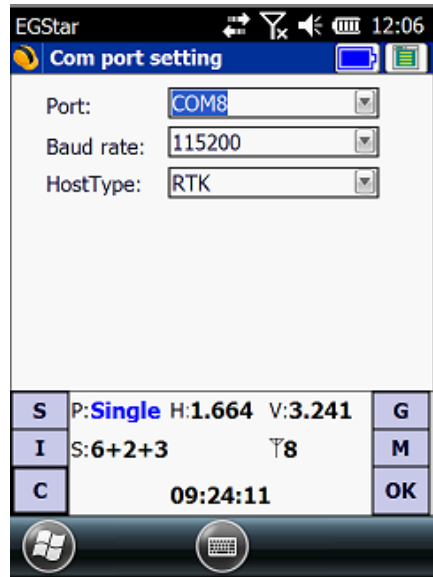 EGStar 12:06
Com port setting
Port: COM8
Baud rate: 115200
HostType: RTK
S P:Single H:1.664 V:3.241 G
I S:6+2+3 8 M
C 09:24:11 OK